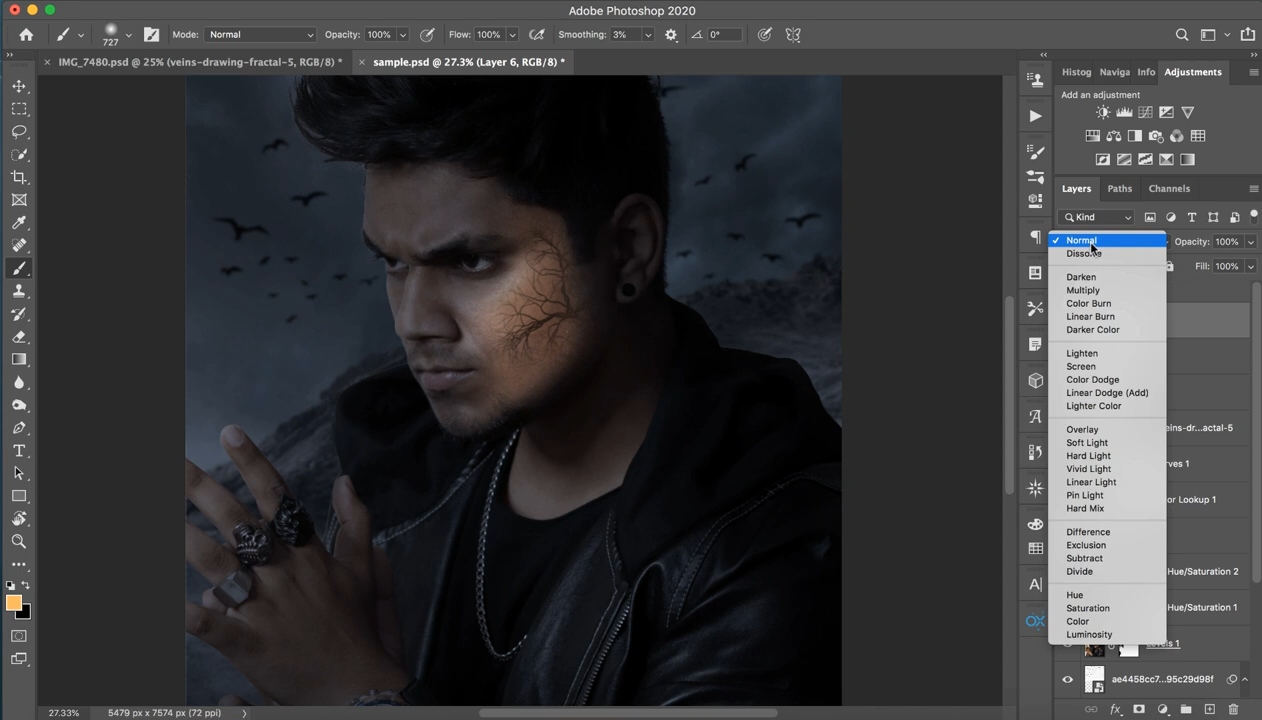 Adobe Photoshop 2020
727 Mode: Normal Opacity: 100% Flow: 100% Smoothing: 3% 0°
IMG_7480.psd @ 25% (veins-drawing-fractal-5, RGB/8) * sample.psd @ 27.3% (Layer 6, RGB/8) *
Histog Naviga Info Adjustments
Add an adjustment
Layers Paths Channels
Kind
Normal
Opacity: 100%
Dissolve
Fill: 100%
Darken
Multiply
Color Burn
Linear Burn
Darker Color
Lighten
Screen
Color Dodge
Linear Dodge (Add)
Lighter Color
Overlay
eins-dr...actal-5
Soft Light
Hard Light
rves 1
Vivid Light
Linear Light
Pin Light
or Lookup 1
Hard Mix
Difference
Exclusion
Subtract
Divide
Hue/Saturation 2
Hue
Saturation
Hue/Saturation 1
Color
Luminosity
Levels 1
ae4458cc7...95c29d98f
27.33% 5479 px x 7574 px (72 ppi)